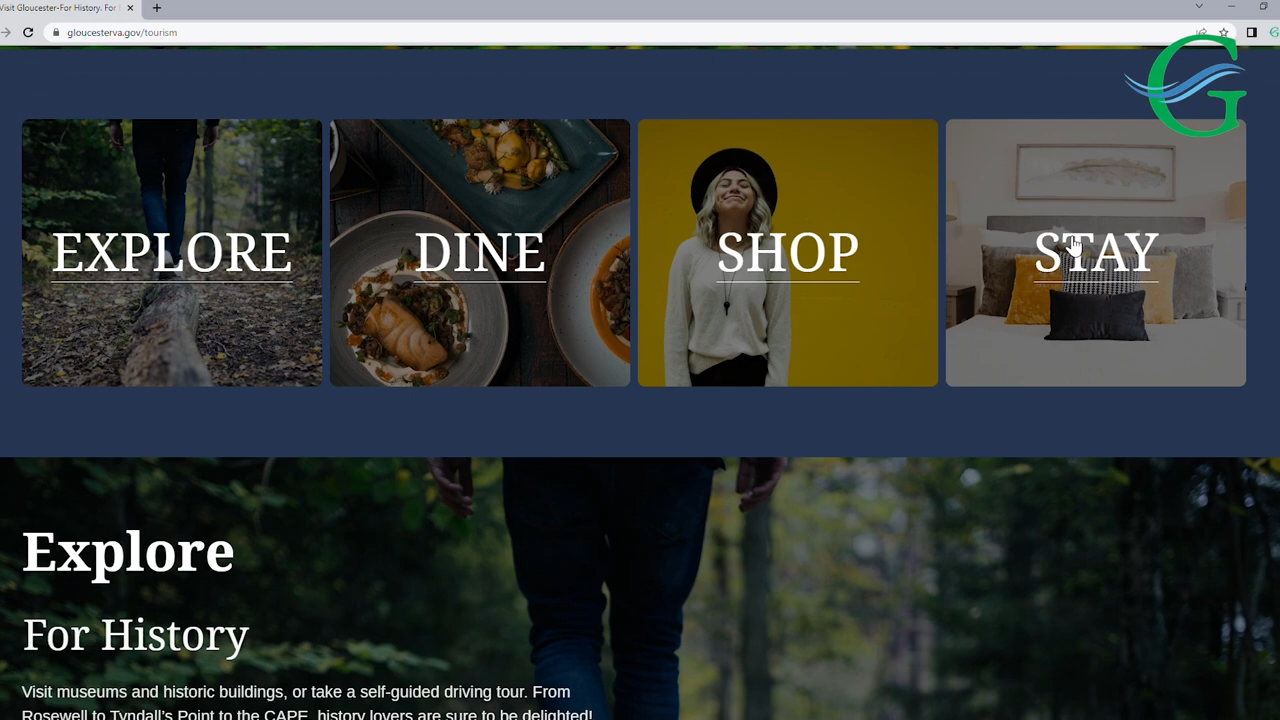 Visit Gloucester-For History. For
gloucesterva.gov/tourism
G
EXPLORE
DINE
SHOP
STAY
Explore
For History
Visit museums and historic buildings, or take a self-guided driving tour. From
Rosewell to Tyndall's Point to the CAPE, history lovers are sure to be delighted!